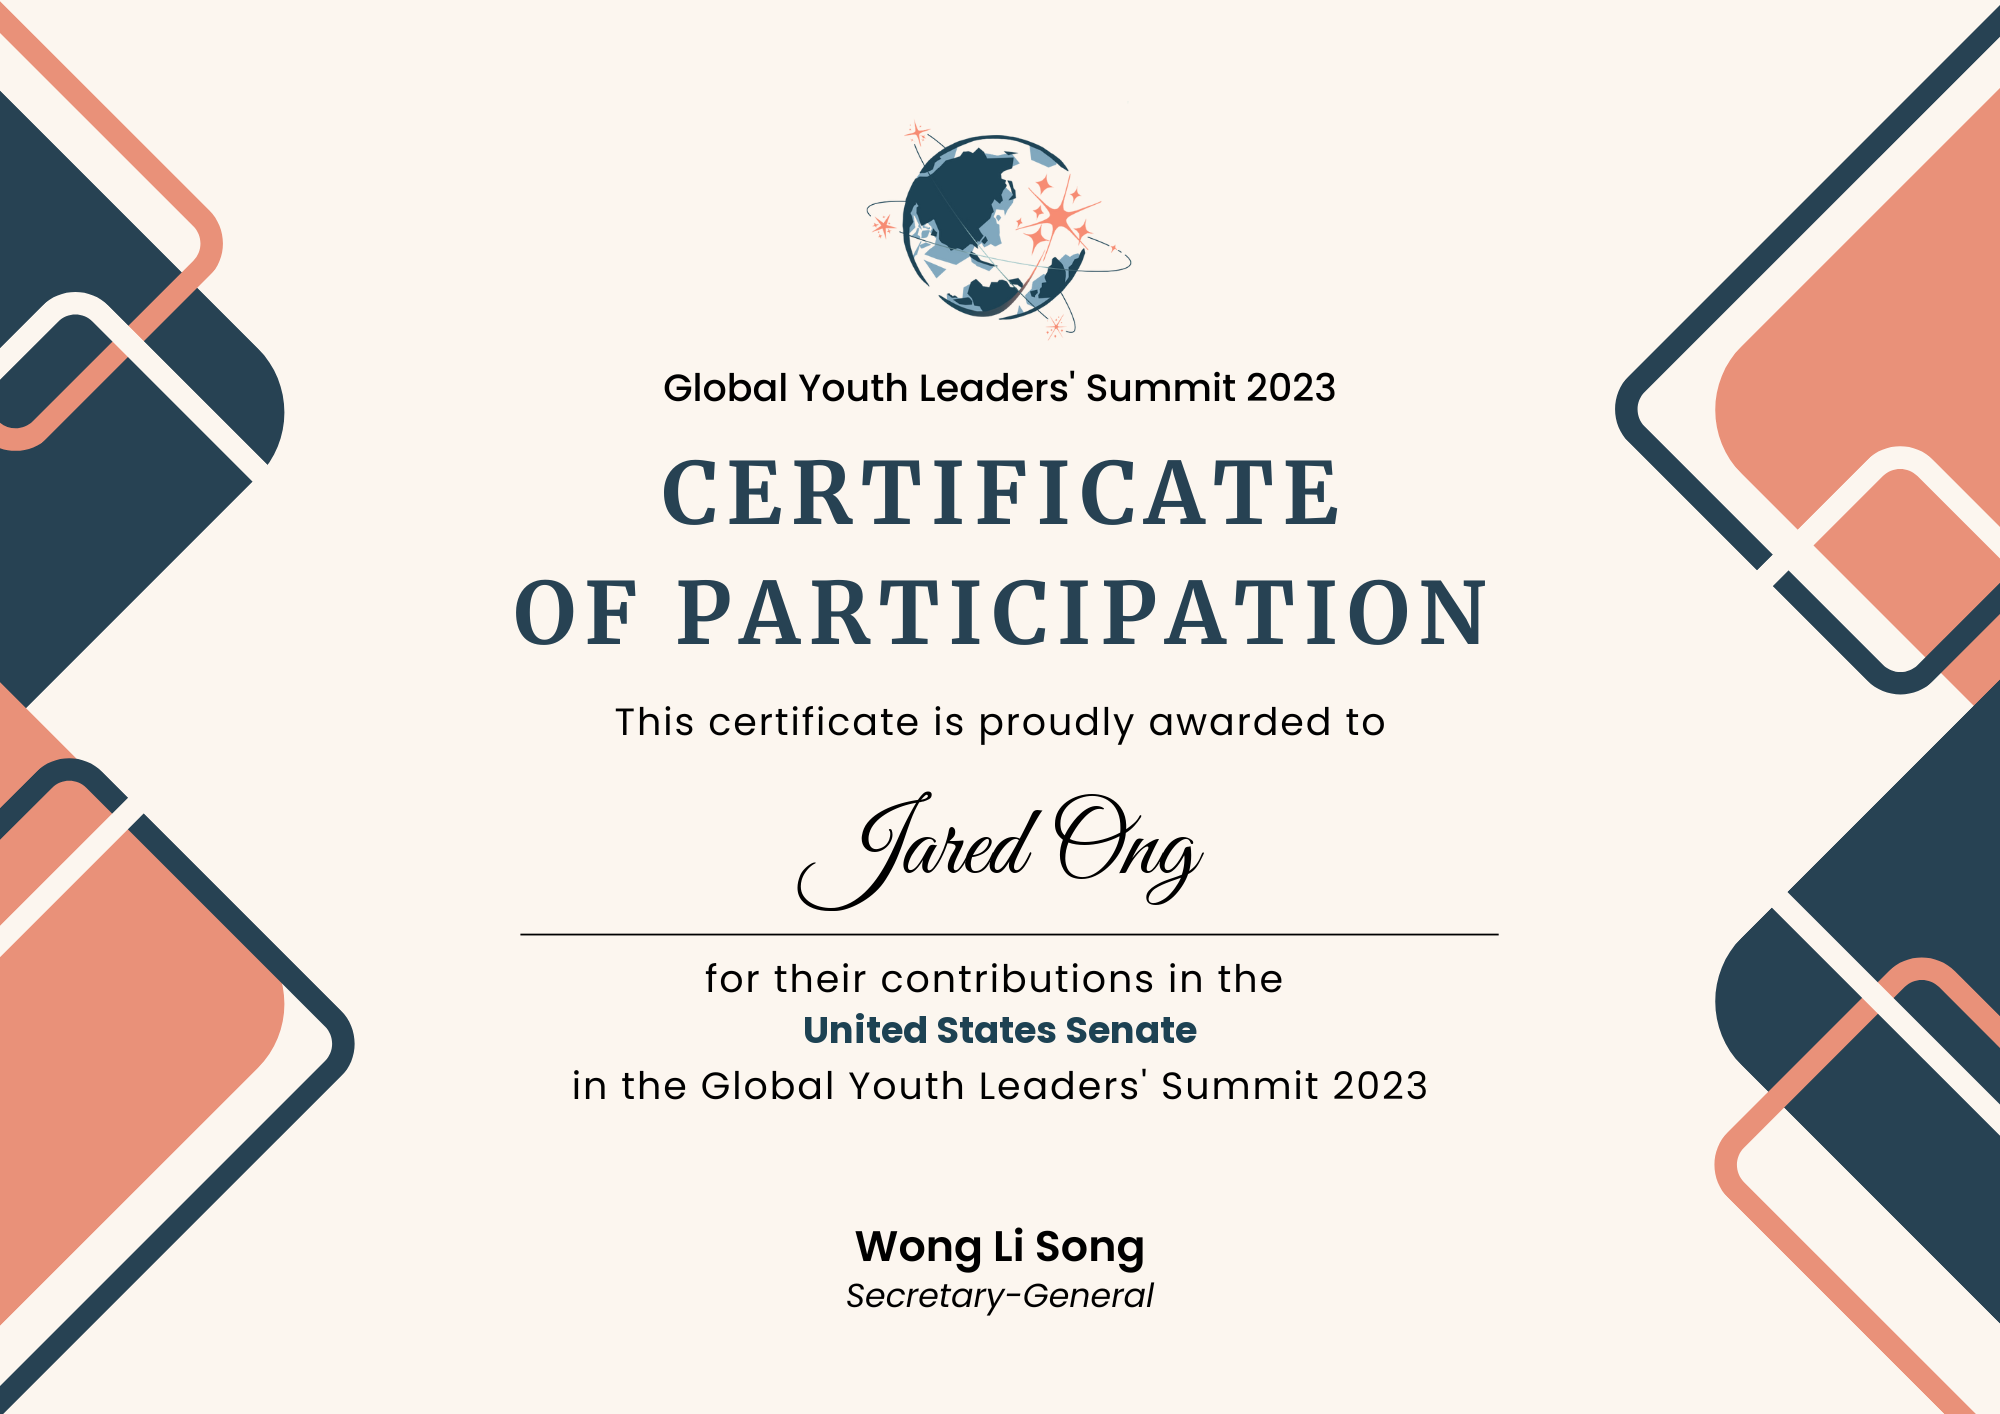 Global Youth Leaders' Summit 2023
CERTIFICATE
OF PARTICIPATION
This certificate is proudly awarded to
Jared Ong
for their contributions in the
United States Senate
in the Global Youth Leaders' Summit 2023
Wong Li Song
Secretary-General